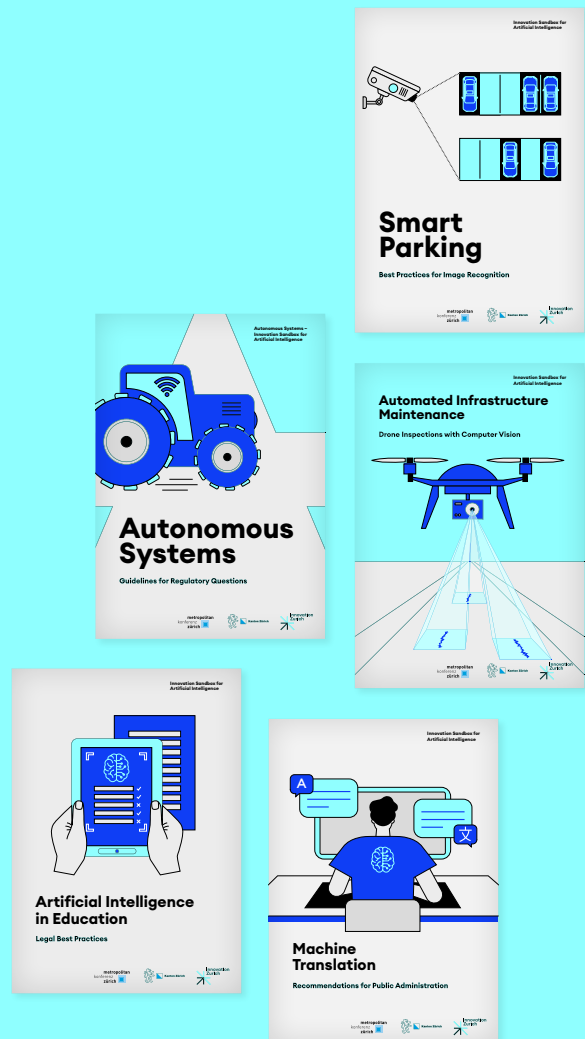 Innovation Sandbox for
Artificial Intelligence
Smart
Parking
Best Practices for Image Recognition
metropolitan
konferenz
zürich
Kanton Zürich
Innovation
Zurich
Autonomous Systems –
Innovation Sandbox for
Artificial Intelligence
Autonomous
Systems
Guidelines for Regulatory Questions
metropolitan
konferenz
zürich
Kanton Zürich
Innovation
Zurich
Innovation Sandbox for
Artificial Intelligence
Automated Infrastructure
Maintenance
Drone Inspections with Computer Vision
metropolitan
konferenz
zürich
Kanton Zürich
Innovation
Zurich
Innovation Sandbox for
Artificial Intelligence
Artificial Intelligence
in Education
Legal Best Practices
metropolitan
konferenz
zürich
Kanton Zürich
Innovation
Zurich
Innovation Sandbox for
Artificial Intelligence
A
文
Machine
Translation
Recommendations for Public Administration
metropolitan
konferenz
zürich
Kanton Zürich
Innovation
Zurich